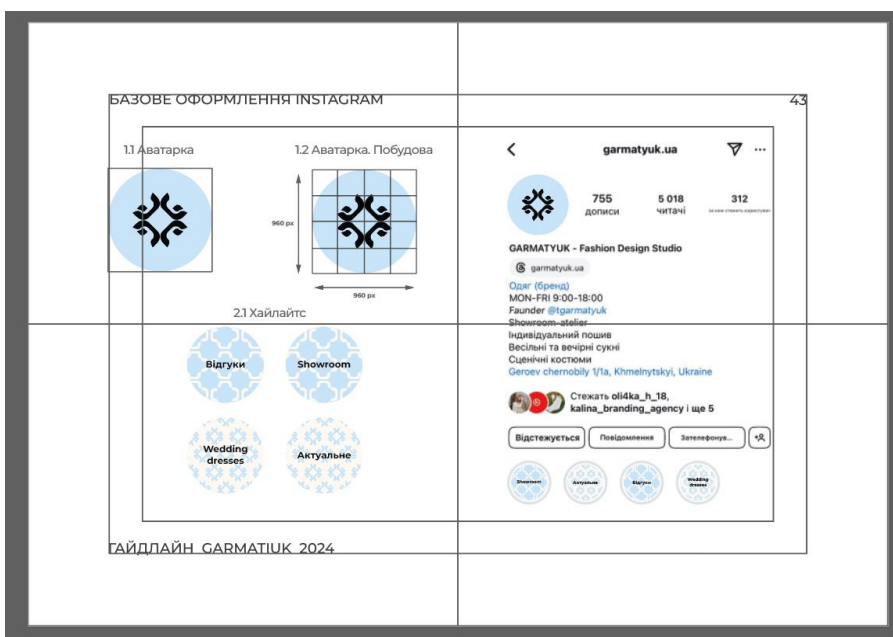 БАЗОВЕ ОФОРМЛЕННЯ INSTAGRAM
43
1.1 Аватарка
1.2 Аватарка. Побудова
960 px
960 px
2.1 Хайлайтс
Відгуки
Showroom
Wedding
dresses
Актуальне
garmatyuk.ua
755
5 018
312
дописи
читачі
GARMATYUK - Fashion Design Studio
garmatyuk.ua
Одяг (бренд)
MON-FRI 9:00-18:00
Faunder @tgarmatyuk
Showroom-atelier
Індивідуальний пошив
Весільні та вечірні сукні
Сценічні костюми
Geroev chernobily 1/1a, Khmelnytskyi, Ukraine
Стежать oli4ka_h_18,
kalina_branding_agency і ще 5
Відстежується
Повідомлення
Зателефонув...
Showroom
Актуальне
Відгуки
Wedding
dresses
ГАЙДЛАЙН GARMATIUK 2024